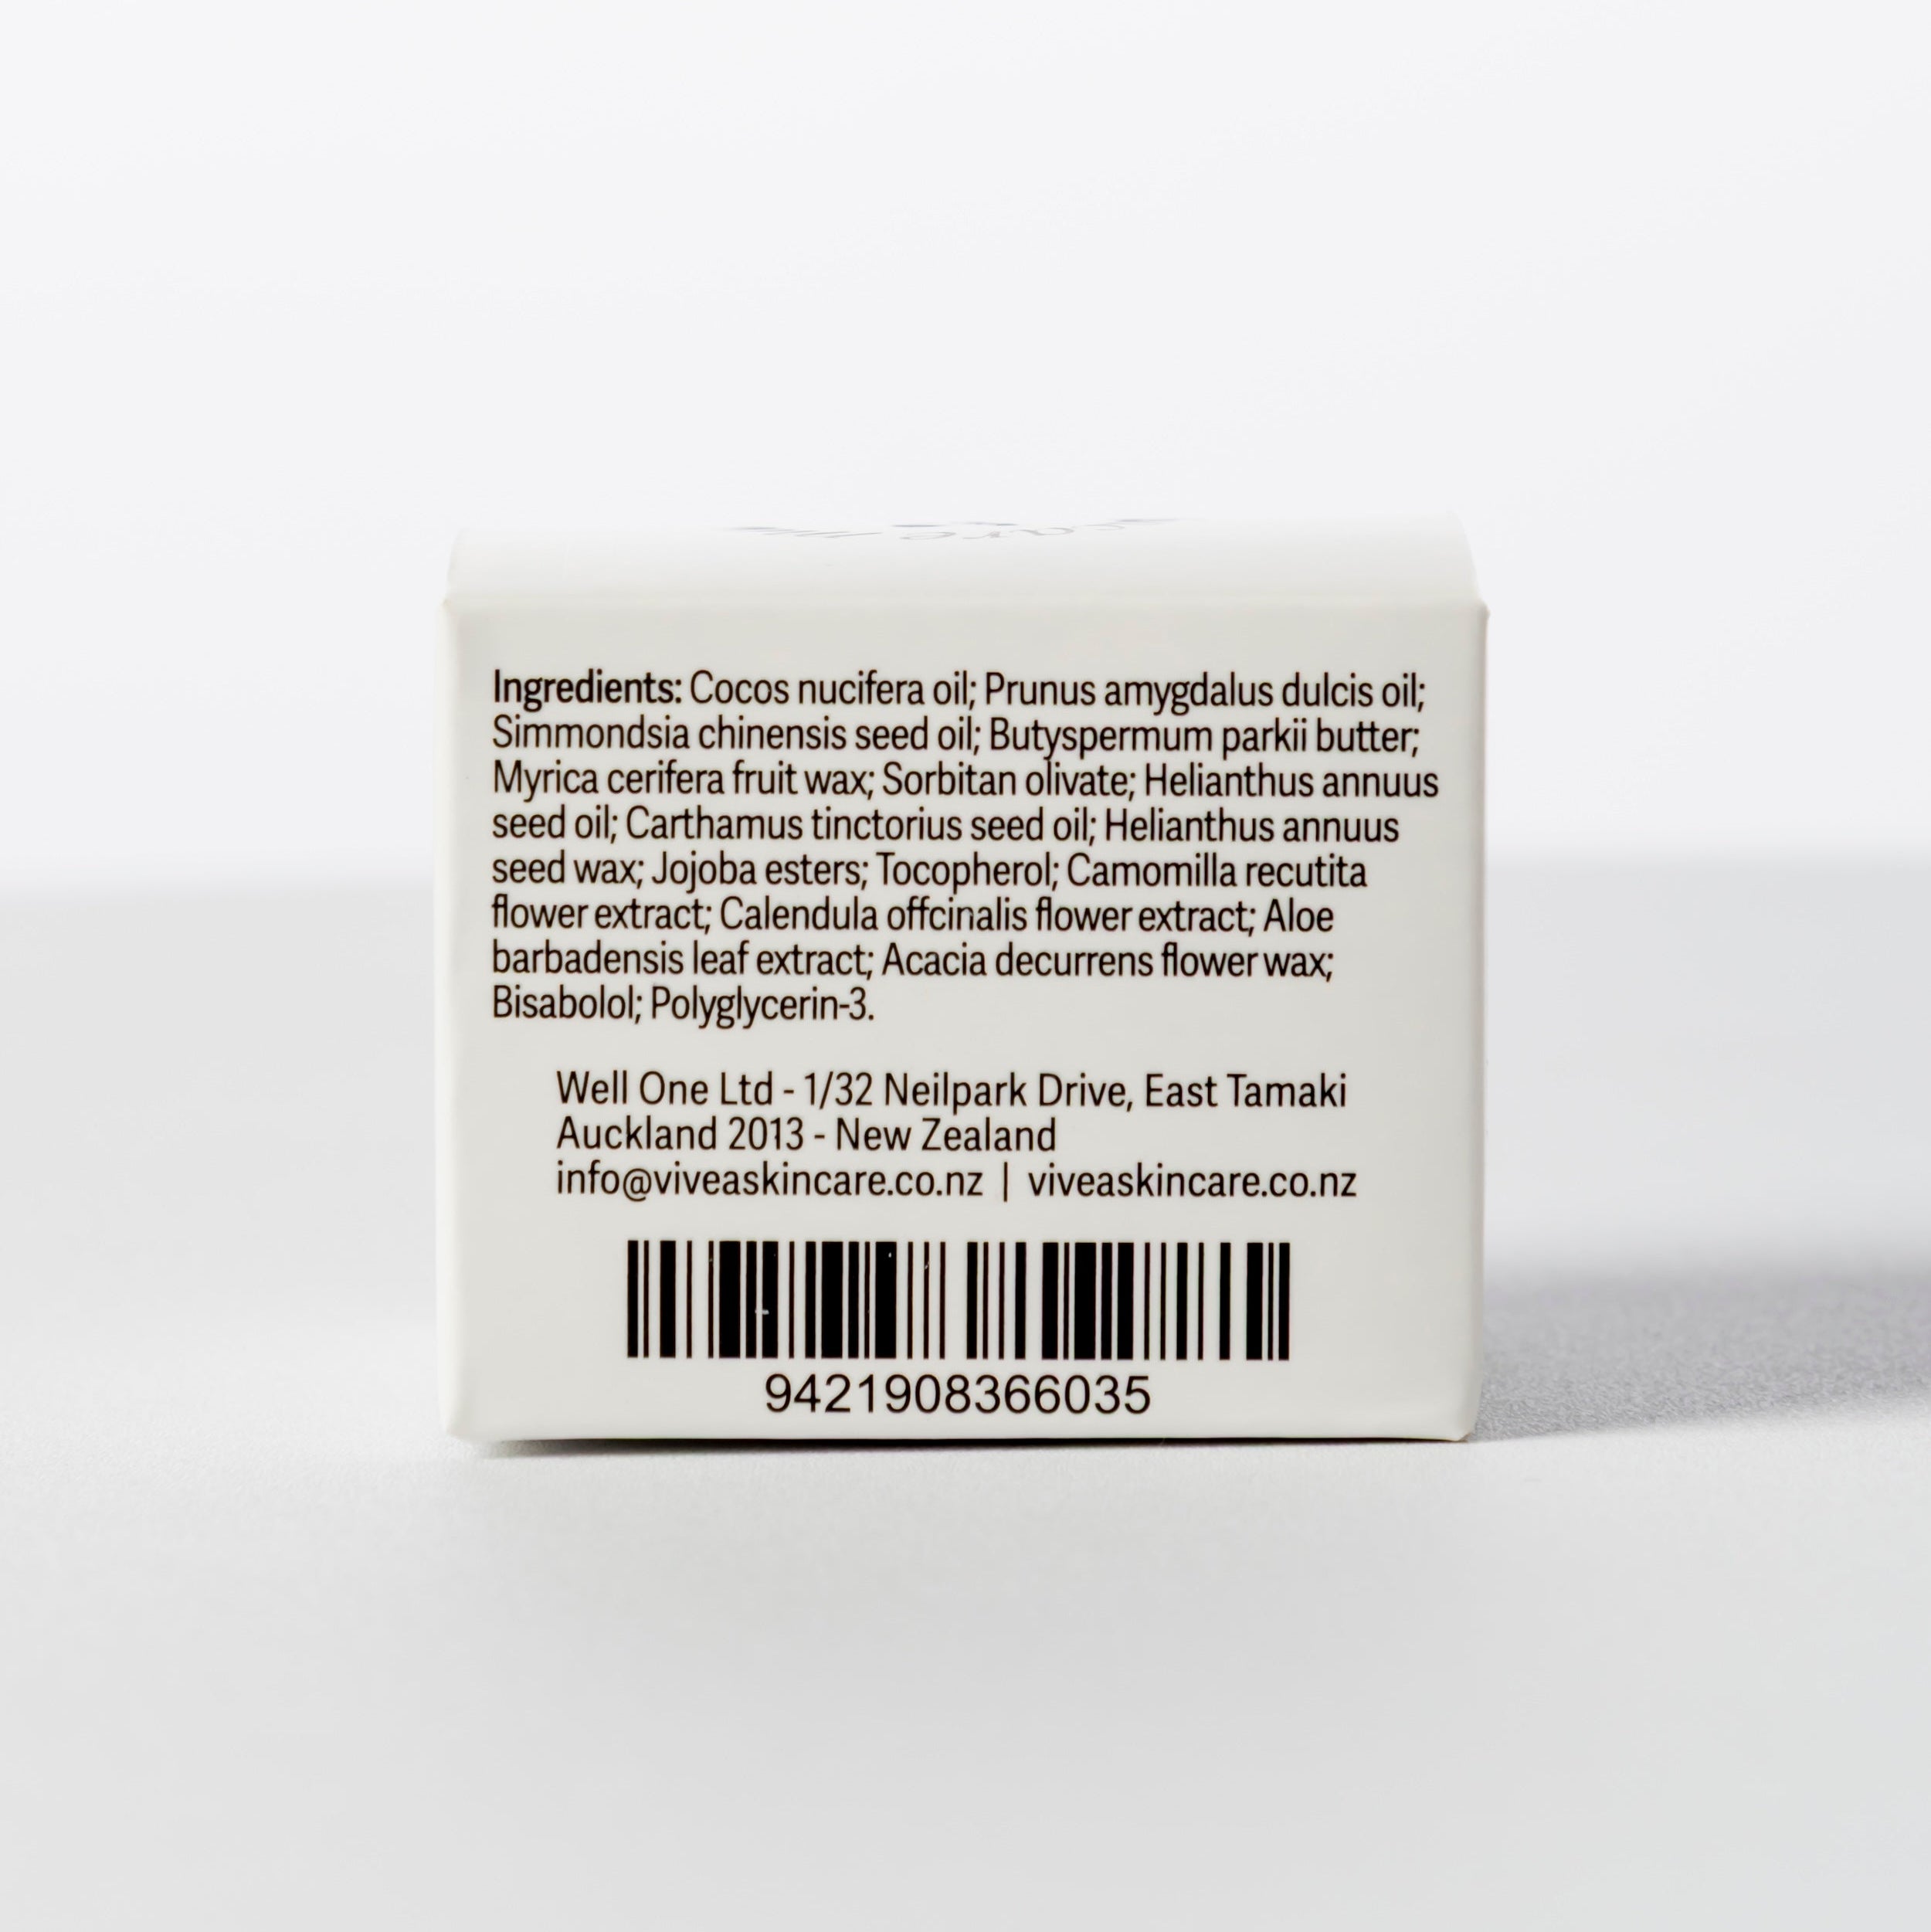 care
Ingredients: Cocos nucifera oil; Prunus amygdalus dulcis oil;
Simmondsia chinensis seed oil; Butyspermum parkii butter;
Myrica cerifera fruit wax; Sorbitan olivate; Helianthus annuus
seed oil; Carthamus tinctorius seed oil; Helianthus annuus
seed wax; Jojoba esters; Tocopherol; Camomilla recutita
flower extract; Calendula offcinalis flower extract; Aloe
barbadensis leaf extract; Acacia decurrens flower wax;
Bisabolol; Polyglycerin-3.
Well One Ltd - 1/32 Neilpark Drive, East Tamaki
Auckland 2013 - New Zealand
info@viveaskincare.co.nz | viveaskincare.co.nz
9421908366035